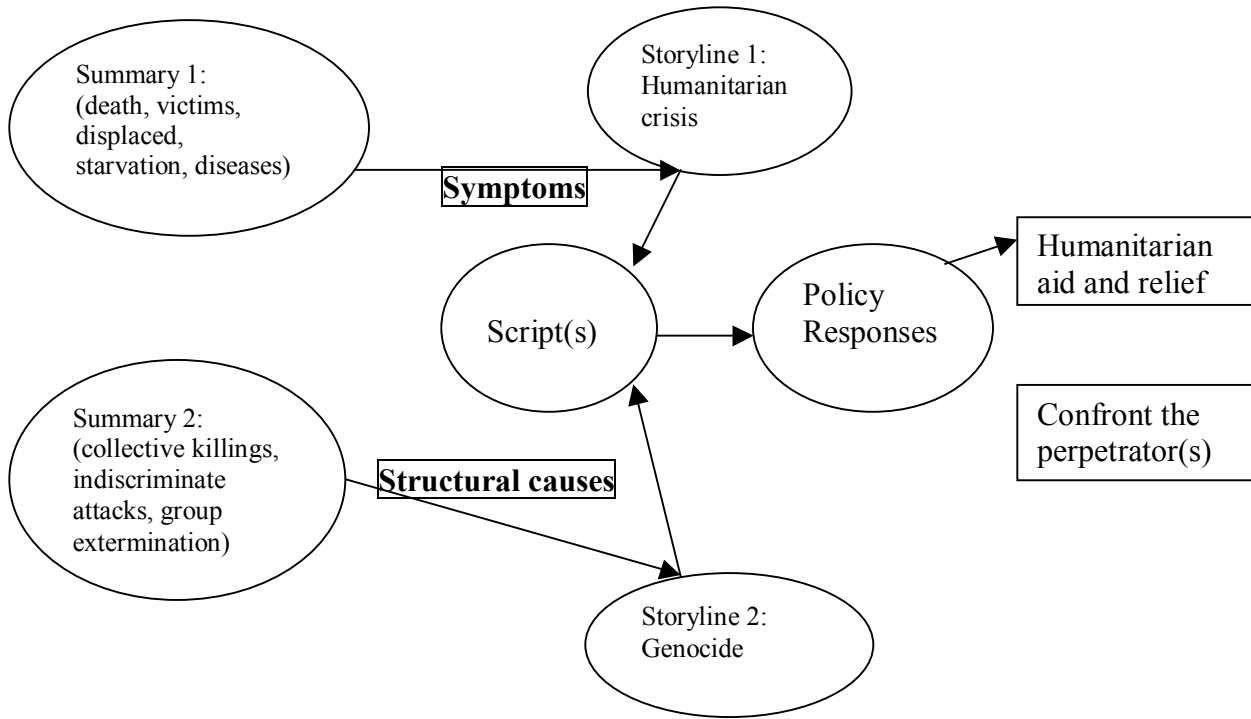 Summary 1:
(death, victims,
displaced,
starvation, diseases)
Storyline 1:
Humanitarian
crisis
Symptoms
Script(s)
Policy
Responses
Humanitarian
aid and relief
Confront the
perpetrator(s)
Summary 2:
(collective killings,
indiscriminate
attacks, group
extermination)
Structural causes
Storyline 2:
Genocide